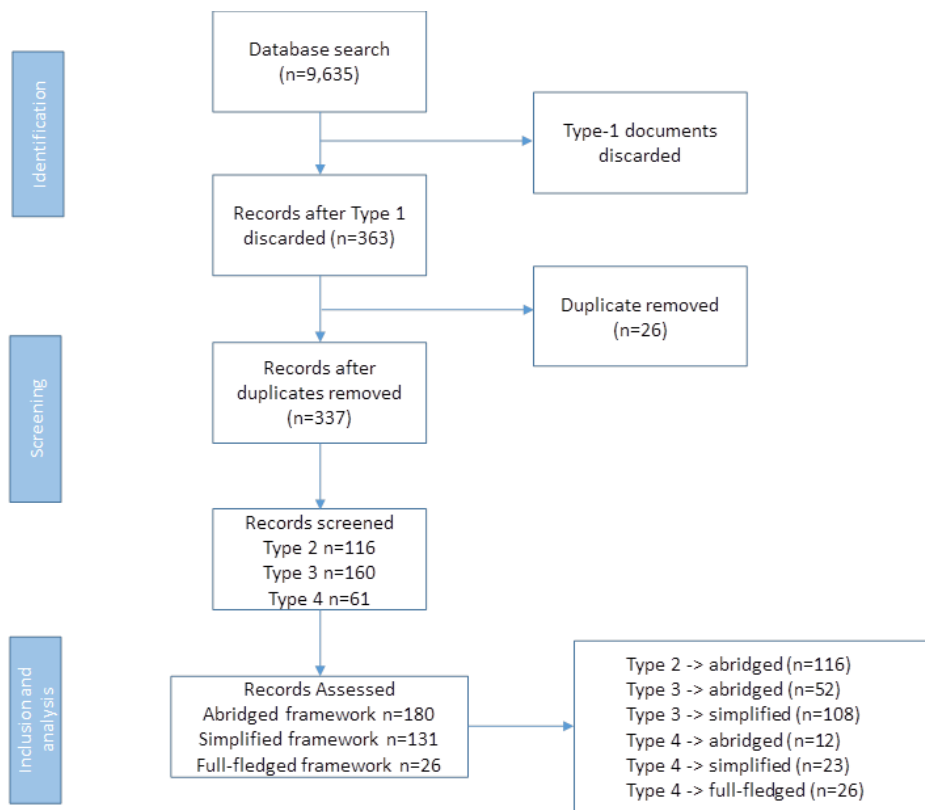 Identification
Database search
(n=9,635)
Type-1 documents
discarded
Records after Type 1
discarded (n=363)
Duplicate removed
(n=26)
Screening
Records after
duplicates removed
(n=337)
Records screened
Type 2 n=116
Type 3 n=160
Type 4 n=61
Inclusion and
analysis
Records Assessed
Abridged framework n=180
Simplified framework n=131
Full-fledged framework n=26
Type 2 -> abridged (n=116)
Type 3 -> abridged (n=52)
Type 3 -> simplified (n=108)
Type 4 -> abridged (n=12)
Type 4 -> simplified (n=23)
Type 4 -> full-fledged (n=26)